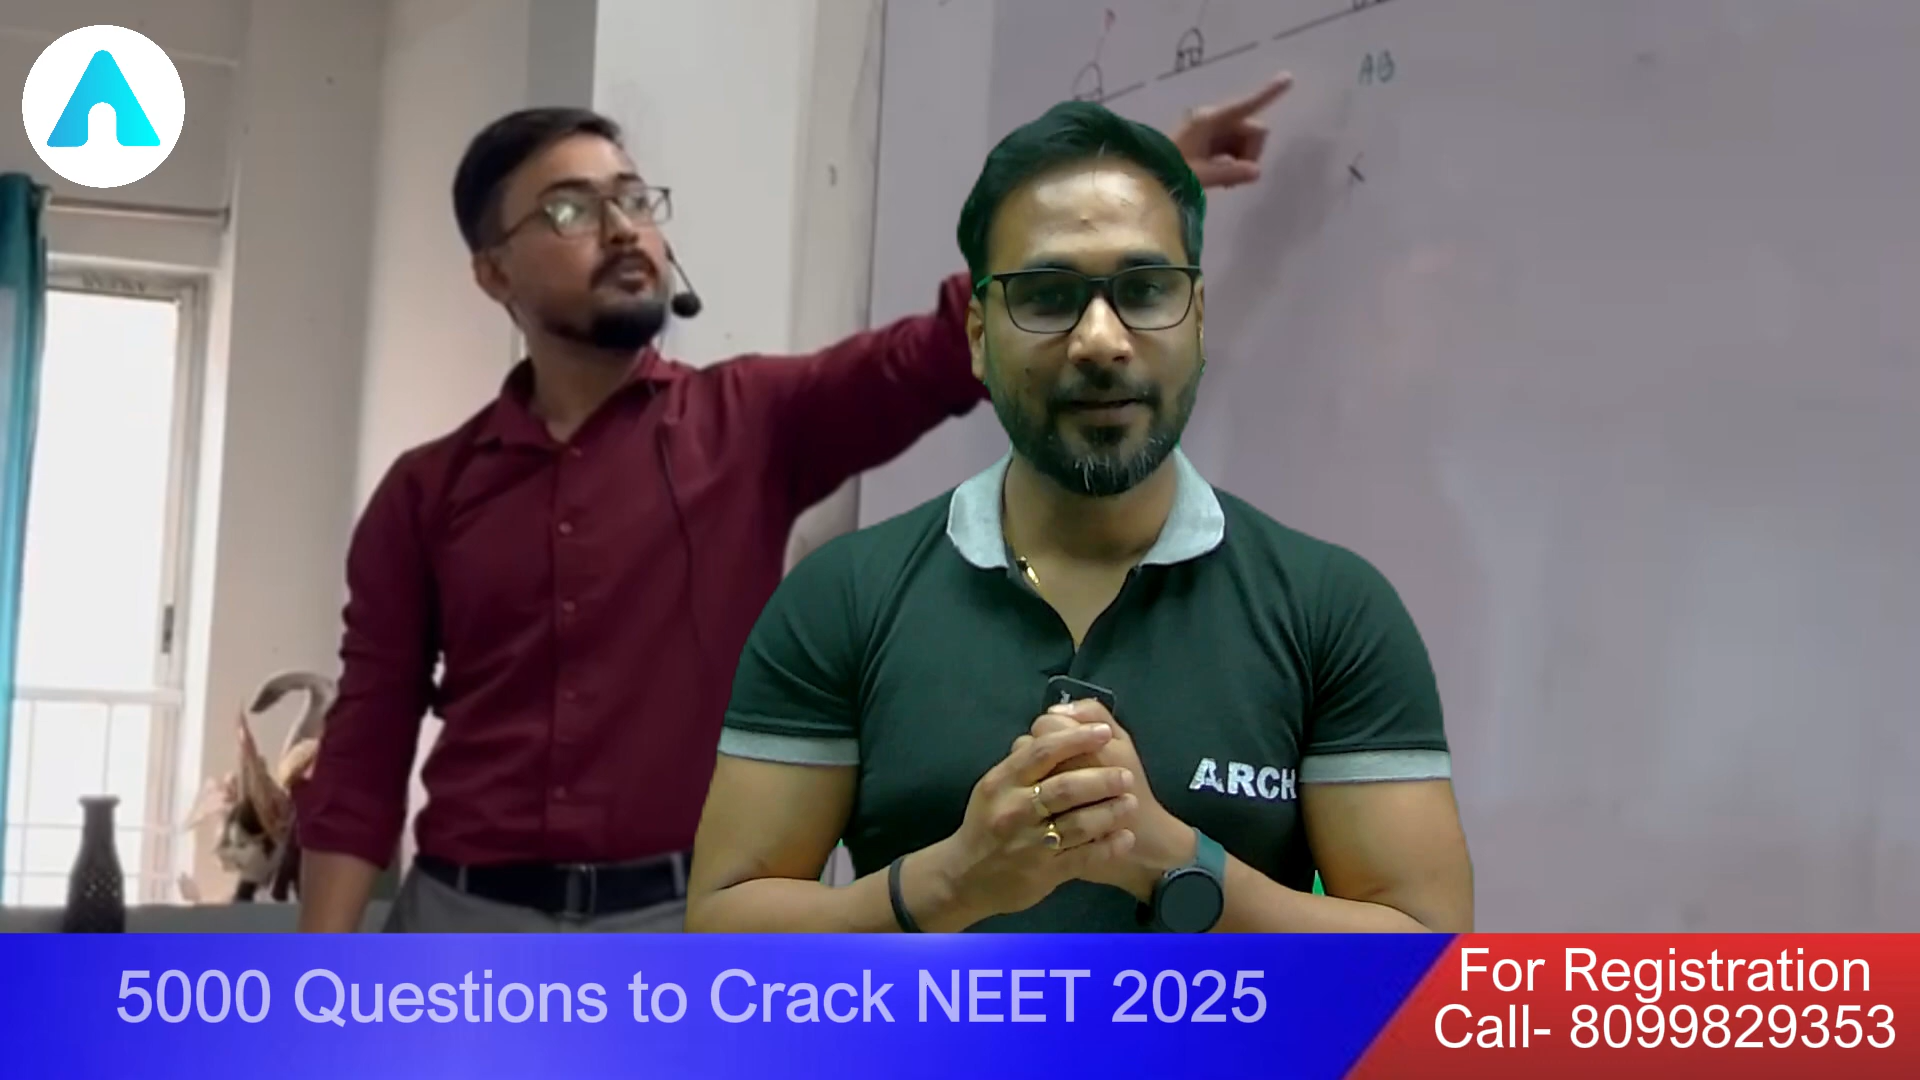 AB
ARCH
5000 Questions to Crack NEET 2025
For Registration
Call- 8099829353